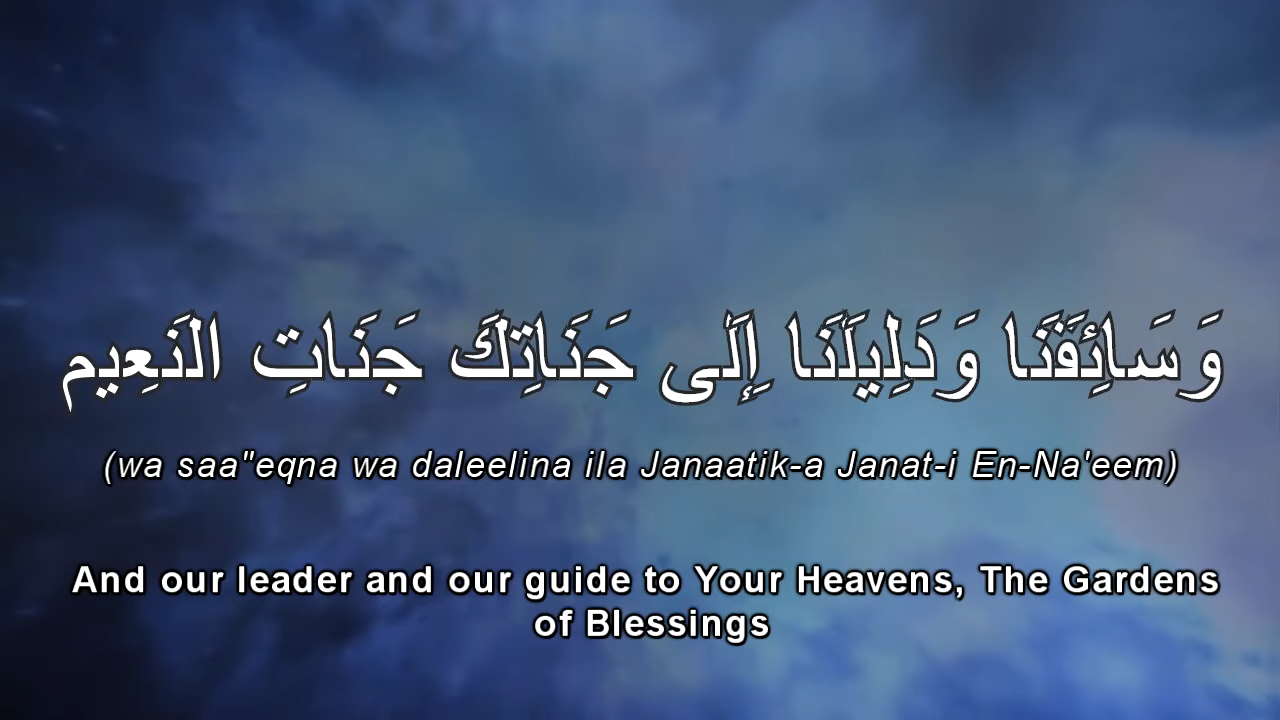 وَسَائِقَنَا وَدَلِيلَنَا إِلَى جَنَاتِكَ جَنَاتِ النَعِيم
(wa saa"eqna wa daleelina ila Janaatik-a Janat-i En-Na'eem)
And our leader and our guide to Your Heavens, The Gardens
of Blessings